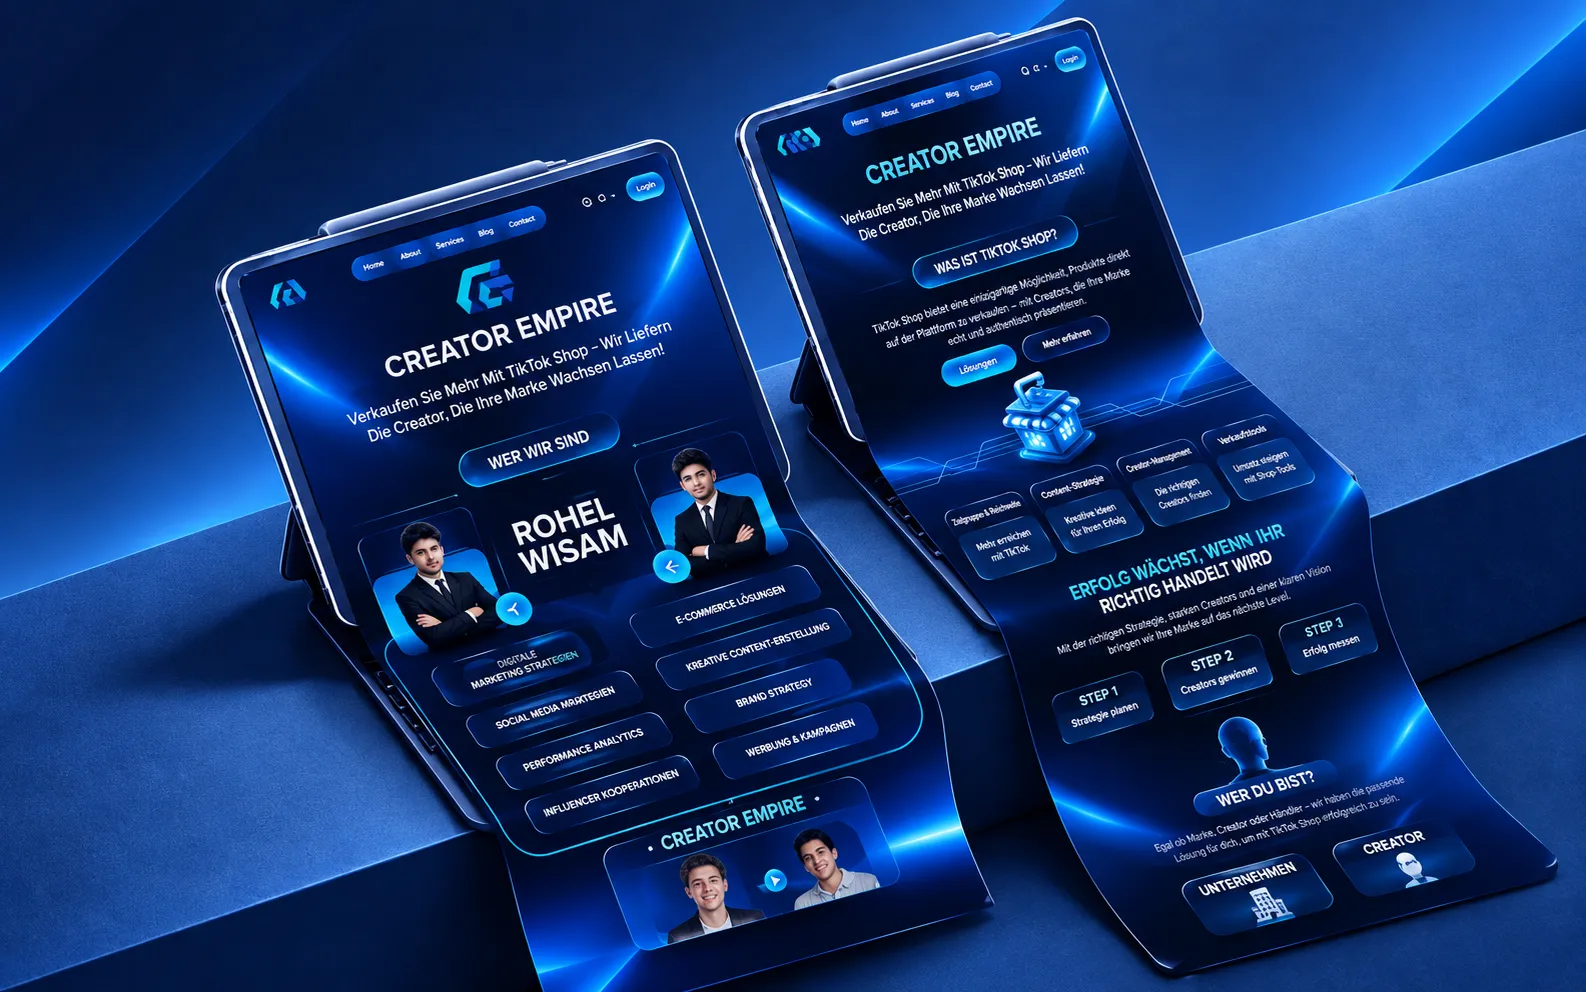 Home About Services Blog Contact
Login
CREATOR EMPIRE
Verkaufen Sie Mehr Mit TikTok Shop – Wir Liefern
Die Creator, Die Ihre Marke Wachsen Lassen!
WER WIR SIND
ROHEL
WISAM
DIGITALE
MARKETING STRATEGIEN
SOCIAL MEDIA
PERFORMANCE ANALYTICS
INFLUENCER KOOPERATIONEN
E-COMMERCE LÖSUNGEN
KREATIVE CONTENT-ERSTELLUNG
BRAND STRATEGY
WERBUNG & KAMPAGNEN
CREATOR EMPIRE
Home About Services Blog Contact
Login
CREATOR EMPIRE
Verkaufen Sie Mehr Mit TikTok Shop – Wir Liefern
Die Creator, Die Ihre Marke Wachsen Lassen!
WAS IST TIKTOK SHOP?
TikTok Shop bietet eine einzigartige Möglichkeit, Produkte direkt
auf der Plattform zu verkaufen – mit Creators, die Ihre Marke
echt und authentisch präsentieren.
Lösungen
Mehr erfahren
Zielgruppe & Reichweite
Mehr erreichen
mit TikTok
Content-Strategie
Kreative Ideen
für Ihren Erfolg
Creator-Management
Die richtigen
Creators finden
Verkaufstools
Umsatz steigern
mit Shop-Tools
ERFOLG WÄCHST, WENN IHR
RICHTIG HANDELT WIRD
Mit der richtigen Strategie, starken Creators und einer klaren Vision
bringen wir Ihre Marke auf das nächste Level.
STEP 1
Strategie planen
STEP 2
Creators gewinnen
STEP 3
Erfolg messen
WER DU BIST?
Egal ob Marke, Creator oder Händler – wir haben die passende
Lösung für dich, um mit TikTok Shop erfolgreich zu sein.
UNTERNEHMEN
CREATOR